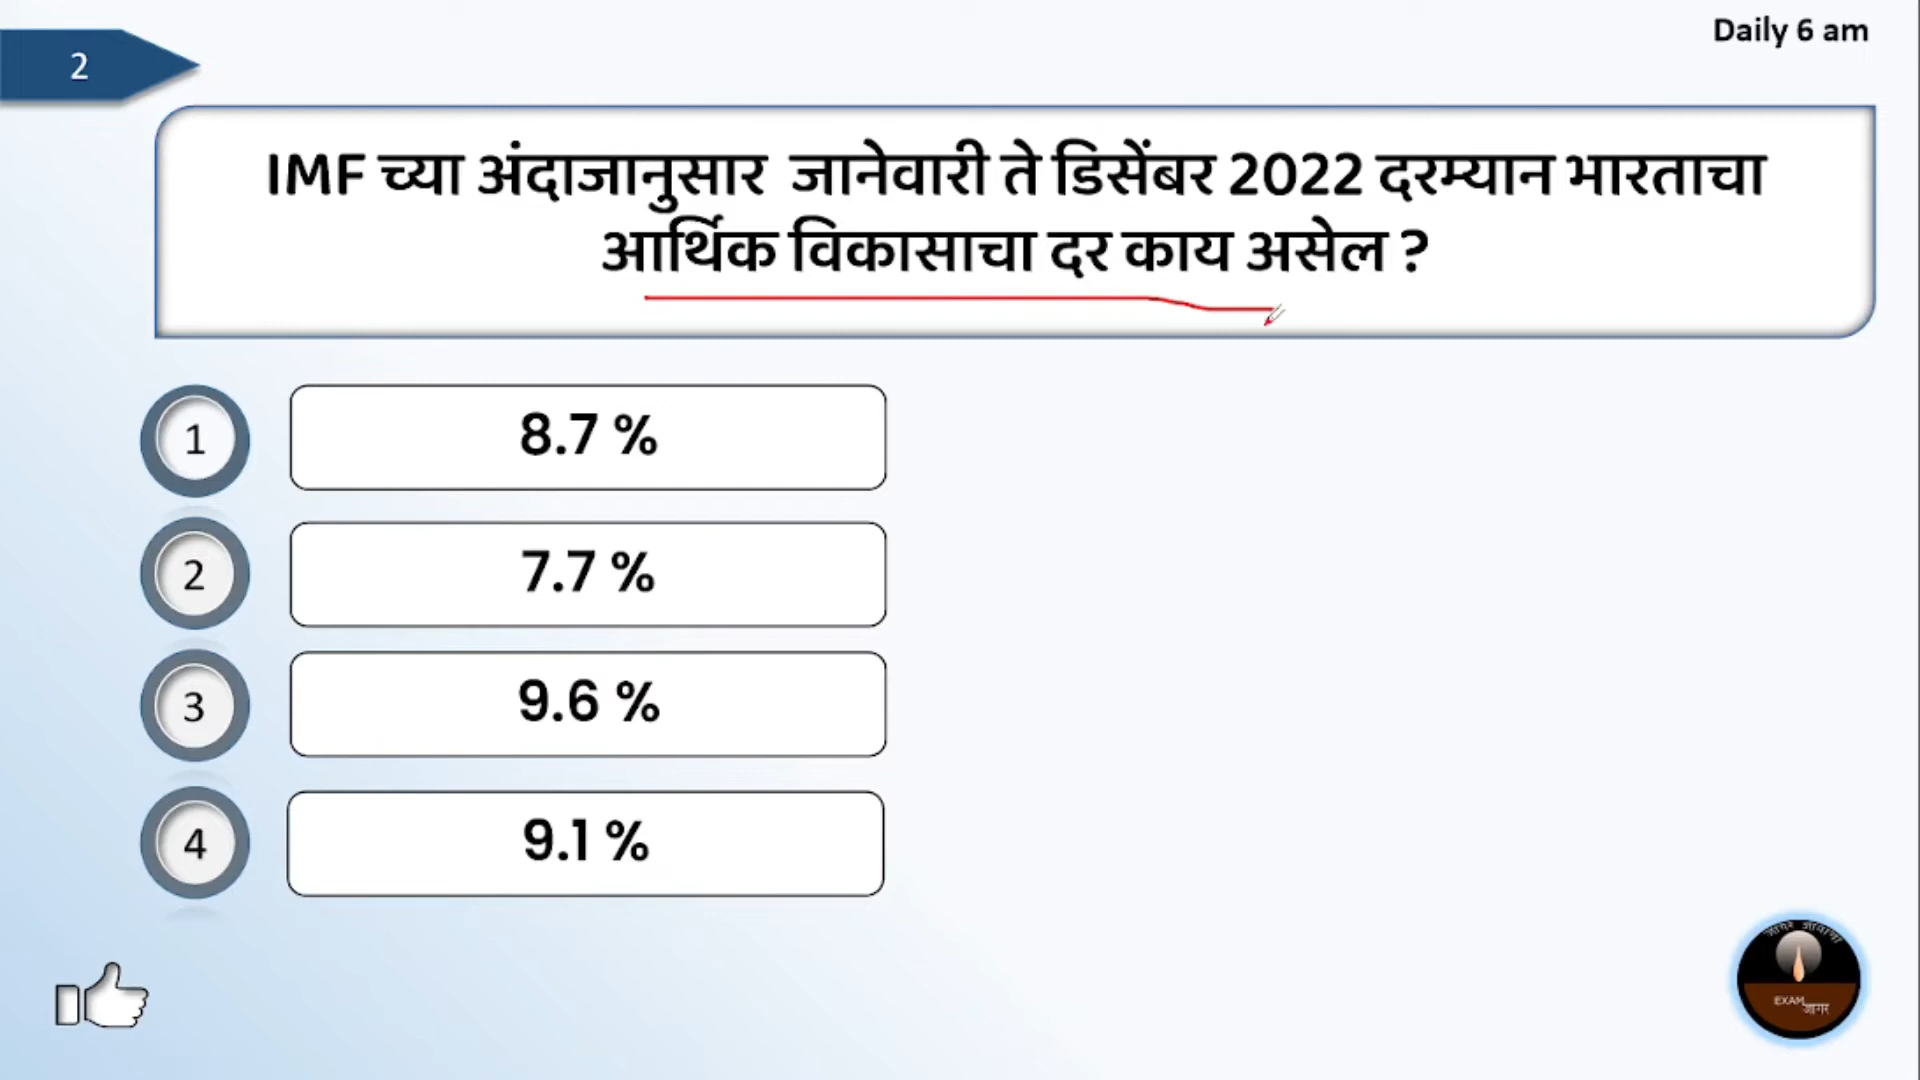 Daily 6 am
2
IMF च्या अंदाजानुसार जानेवारी ते डिसेंबर 2022 दरम्यान भारताचा
आर्थिक विकासाचा दर काय असेल ?
1
8.7 %
2
7.7 %
3
9.6 %
4
9.1 %
EXAM
जागर